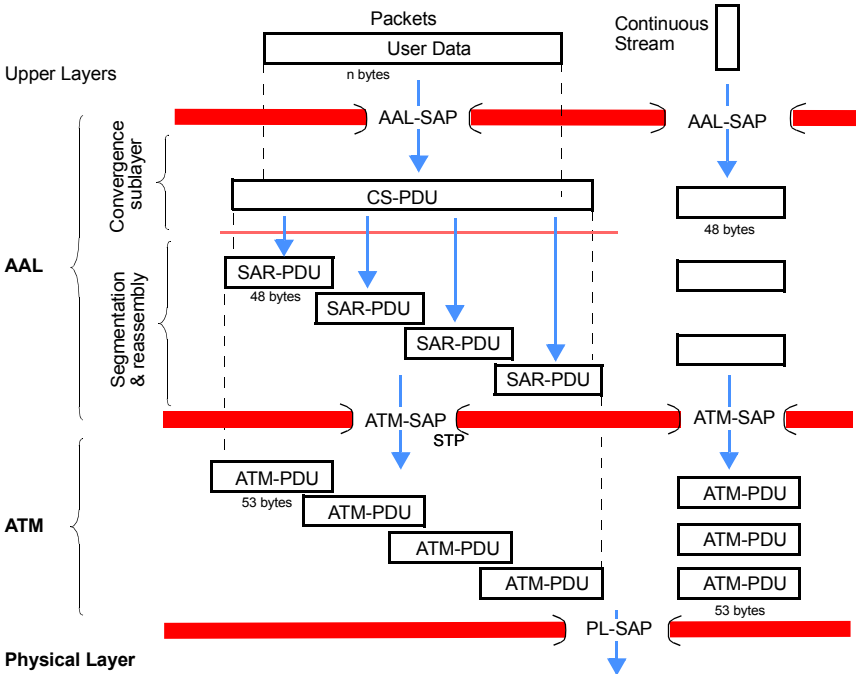 Packets
Continuous
Stream
User Data
Upper Layers
n bytes
AAL-SAP
AAL-SAP
Convergence
sublayer
CS-PDU
48 bytes
AAL
Segmentation
& reassembly
SAR-PDU
48 bytes
SAR-PDU
SAR-PDU
SAR-PDU
ATM-SAP
STP
ATM-SAP
ATM
ATM-PDU
53 bytes
ATM-PDU
ATM-PDU
ATM-PDU
ATM-PDU
ATM-PDU
ATM-PDU
53 bytes
PL-SAP
Physical Layer